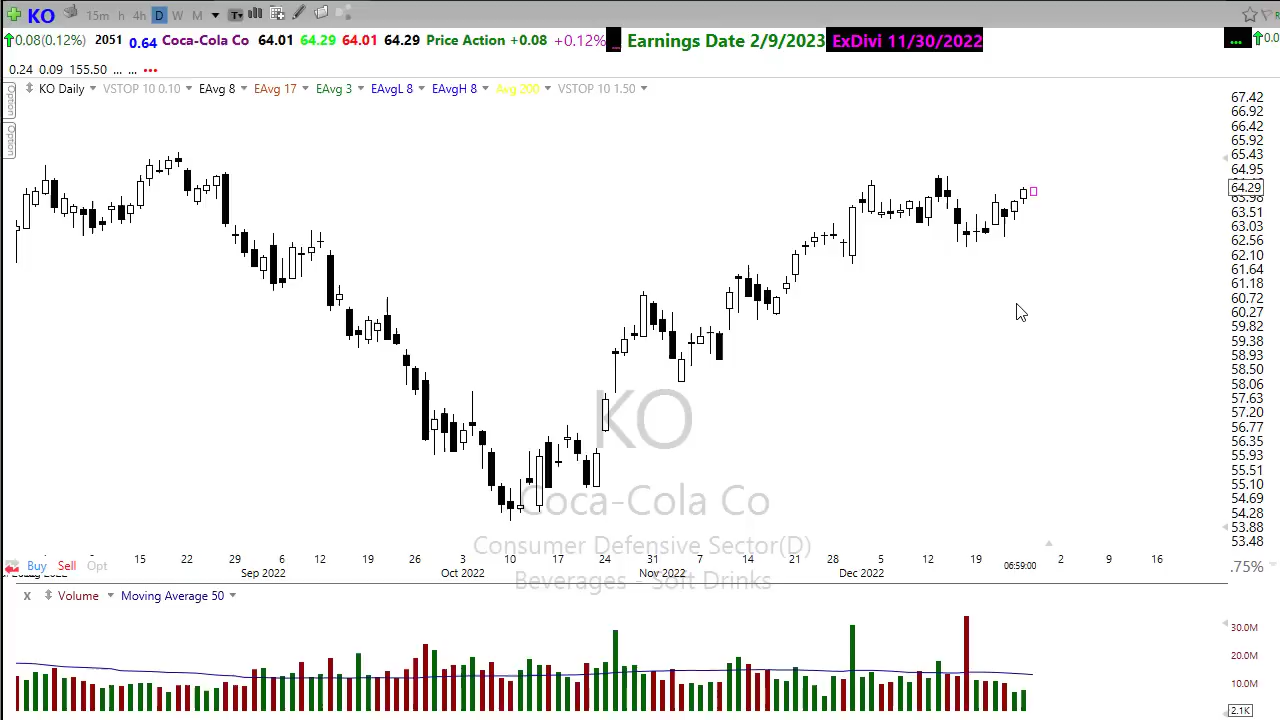 KO 15m h 4h D W M T
0.08(0.12%) 2051 0.64 Coca-Cola Co 64.01 64.29 64.01 64.29 Price Action +0.08 +0.12% Earnings Date 2/9/2023 ExDivi 11/30/2022 ... 0.0
0.24 0.09 155.50 ... ... ...
Option KO Daily VSTOP 10 0.10 EAvg 8 EAvg 17 EAvg 3 EAvgL 8 EAvgH 8 Avg 200 VSTOP 10 1.50
Option
67.42
66.92
66.42
65.92
65.43
64.95
64.29
63.98
63.51
63.03
62.56
62.10
61.64
61.18
60.72
60.27
59.82
59.38
58.93
58.50
58.06
57.63
57.20
56.77
56.35
55.93
55.51
55.10
54.69
54.28
53.88
53.48
KO
Coca-Cola Co
Consumer Defensive Sector(D)
Beverages - Soft Drinks
15 22 29 6 12 19 26 3 10 17 24 31 7 14 21 28 5 12 19 06:59:00 2 9 16
Buy Sell Opt .75%
Sep 2022 Oct 2022 Nov 2022 Dec 2022
x Volume Moving Average 50
30.0M
20.0M
10.0M
2.1K